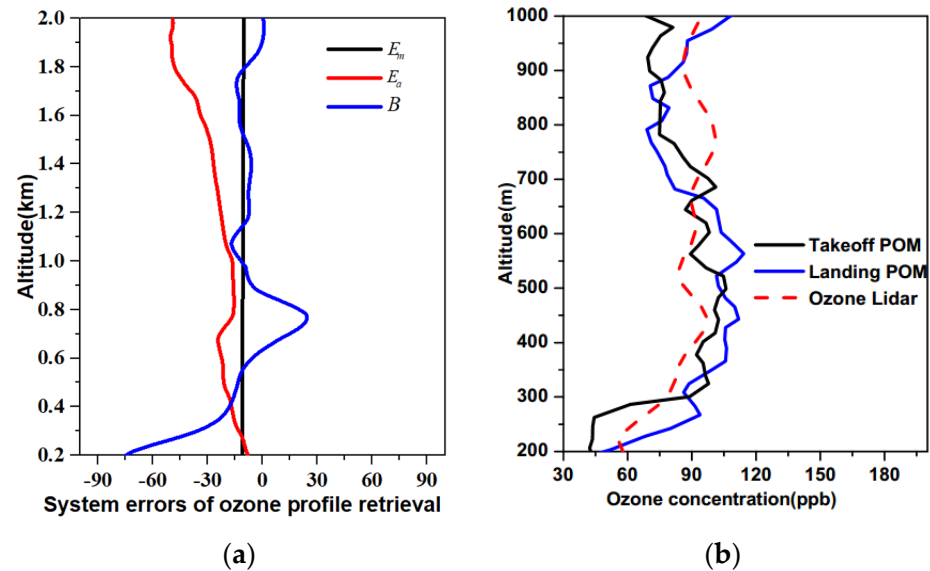 2.0
1.8
1.6
1.4
1.2
1.0
0.8
0.6
0.4
0.2
Altitude(km)
E_m
E_a
B
-90 -60 -30 0 30 60 90
System errors of ozone profile retrieval
(a)
1000
900
800
700
600
500
400
300
200
Altitude(m)
Takeoff POM
Landing POM
Ozone Lidar
30 60 90 120 150 180
Ozone concentration(ppb)
(b)